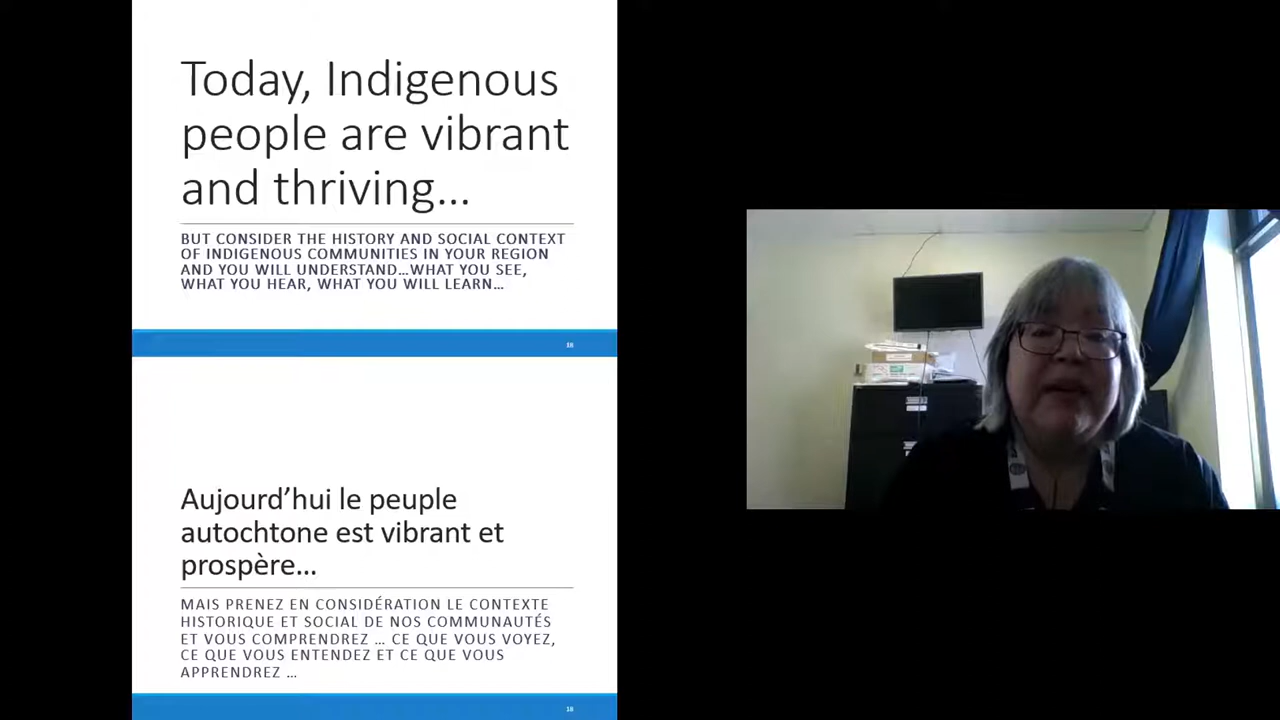 Today, Indigenous
people are vibrant
and thriving…
BUT CONSIDER THE HISTORY AND SOCIAL CONTEXT
OF INDIGENOUS COMMUNITIES IN YOUR REGION
AND YOU WILL UNDERSTAND…WHAT YOU SEE,
WHAT YOU HEAR, WHAT YOU WILL LEARN…
18
Aujourd’hui le peuple
autochtone est vibrant et
prospère…
MAIS PRENEZ EN CONSIDÉRATION LE CONTEXTE
HISTORIQUE ET SOCIAL DE NOS COMMUNAUTÉS
ET VOUS COMPRENDREZ … CE QUE VOUS VOYEZ,
CE QUE VOUS ENTENDEZ ET CE QUE VOUS
APPRENDREZ …
18